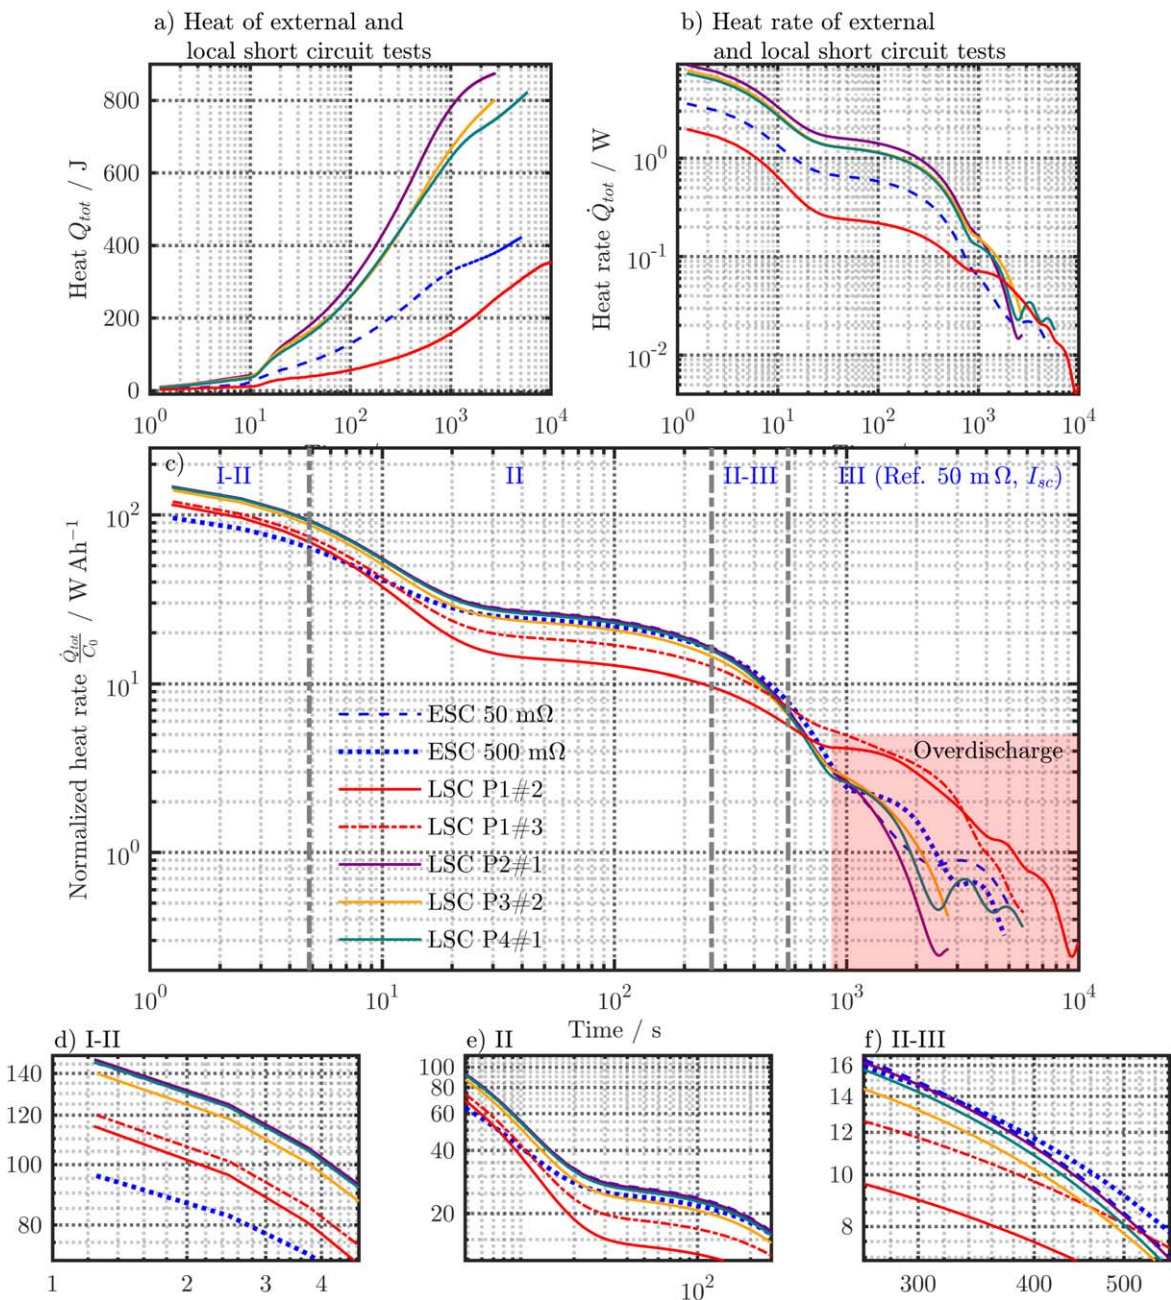 a) Heat of external and
local short circuit tests
b) Heat rate of external
and local short circuit tests
Heat Q_tot / J
800
600
400
200
0
10^0 10^1 10^2 10^3 10^4
Heat rate Q̇_tot / W
10^0
10^-1
10^-2
10^0 10^1 10^2 10^3 10^4
c)
I-II II II-III III (Ref. 50 mΩ, I_sc)
Normalized heat rate Q̇_tot/C_0 / W Ah^-1
10^2
10^1
10^0
ESC 50 mΩ
ESC 500 mΩ
LSC P1#2
LSC P1#3
LSC P2#1
LSC P3#2
LSC P4#1
Overdischarge
10^0 10^1 10^2 10^3 10^4
Time / s
d) I-II
140
120
100
80
1 2 3 4
e) II
100
80
60
40
20
10^2
f) II-III
16
14
12
10
8
300 400 500